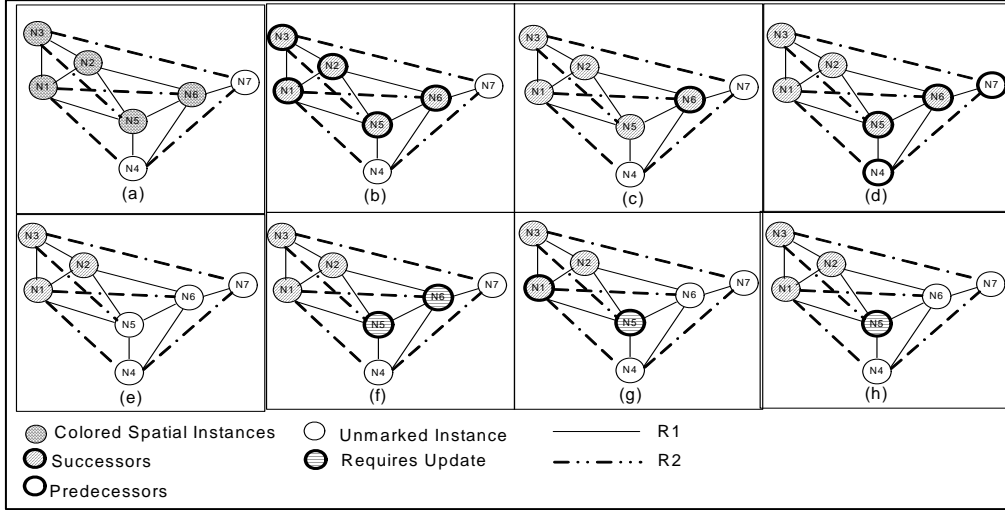 N3
N2
N1
N6
N7
N5
N4
(a)
N3
N2
N1
N6
N7
N5
N4
(b)
N3
N2
N1
N6
N7
N5
N4
(c)
N3
N2
N1
N6
N7
N5
N4
(d)
N3
N2
N1
N6
N7
N5
N4
(e)
N3
N2
N1
N6
N7
N5
N4
(f)
N3
N2
N1
N6
N7
N5
N4
(g)
N3
N2
N1
N6
N7
N5
N4
(h)
Colored Spatial Instances
Unmarked Instance
R1
Successors
Requires Update
R2
Predecessors